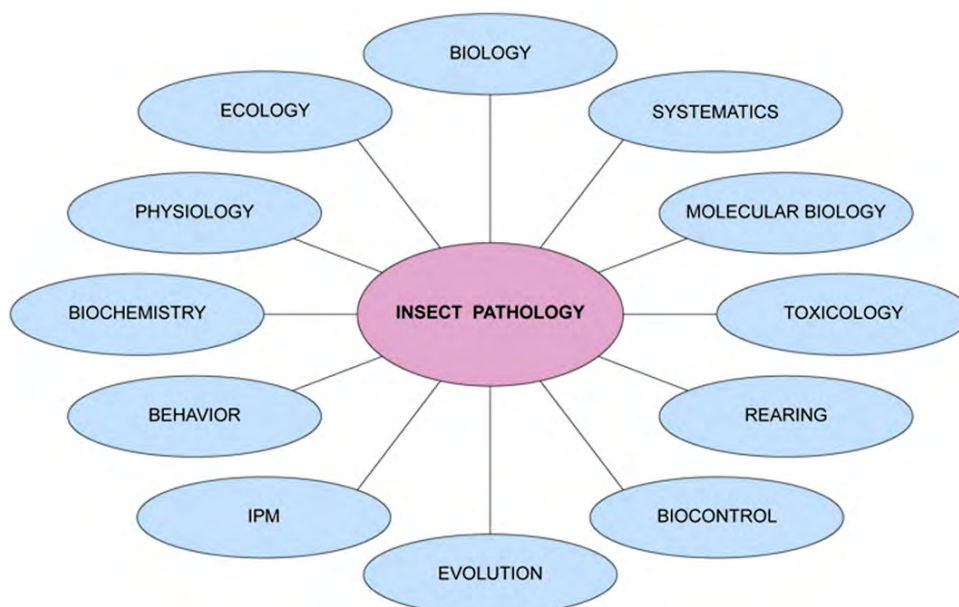 BIOLOGY
ECOLOGY
SYSTEMATICS
PHYSIOLOGY
MOLECULAR BIOLOGY
INSECT PATHOLOGY
BIOCHEMISTRY
TOXICOLOGY
BEHAVIOR
REARING
IPM
BIOCONTROL
EVOLUTION